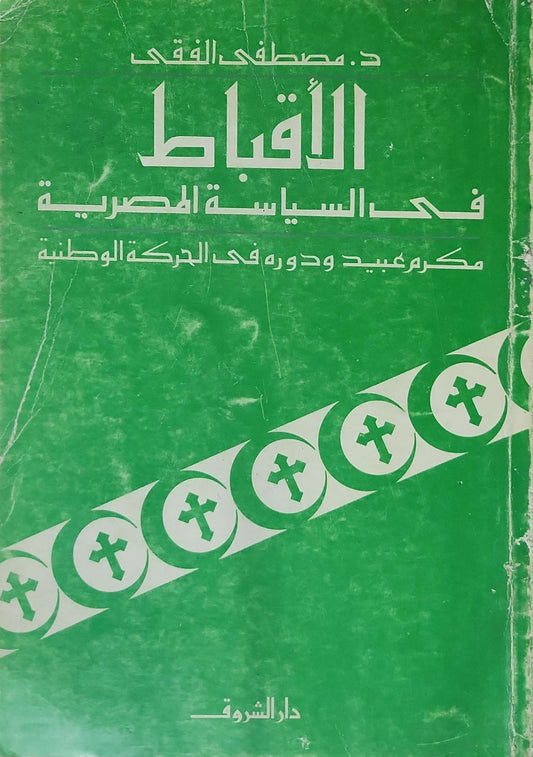 د. مصطفى الفقى
الأقباط
فى السياسة المصرية
مكرم عبيد ودوره فى الحركة الوطنية
دار الشروق